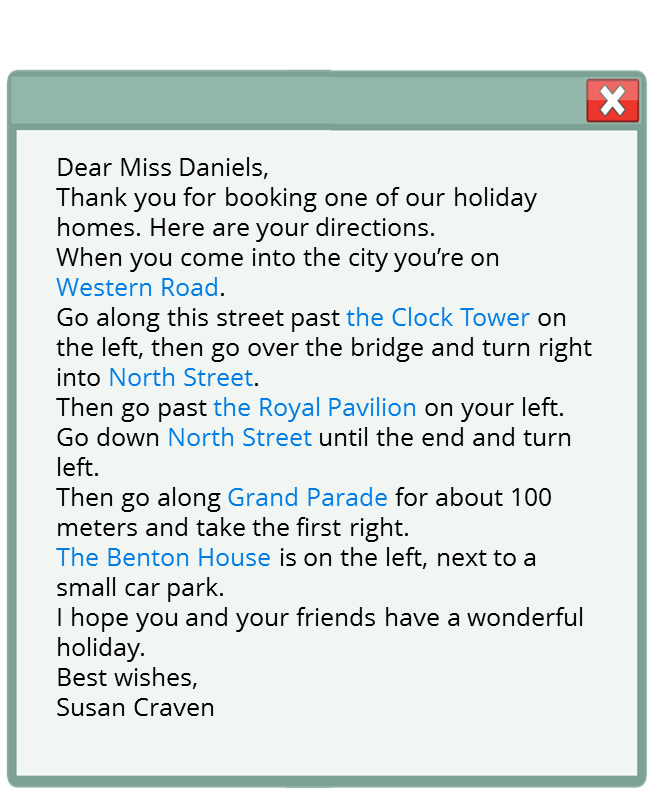 Dear Miss Daniels,
Thank you for booking one of our holiday
homes. Here are your directions.
When you come into the city you’re on
Western Road.
Go along this street past the Clock Tower on
the left, then go over the bridge and turn right
into North Street.
Then go past the Royal Pavilion on your left.
Go down North Street until the end and turn
left.
Then go along Grand Parade for about 100
meters and take the first right.
The Benton House is on the left, next to a
small car park.
I hope you and your friends have a wonderful
holiday.
Best wishes,
Susan Craven